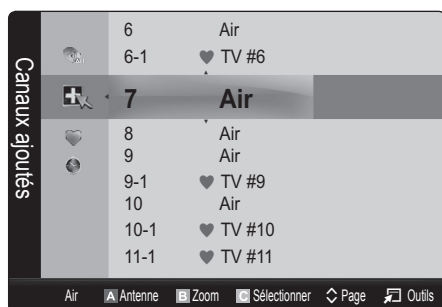 Canaux ajoutés
6 Air
6-1 ♥ TV #6
7 Air
8 Air
9 Air
9-1 ♥ TV #9
10 Air
10-1 ♥ TV #10
11-1 ♥ TV #11
Air A Antenne B Zoom C Sélectionner Page Outils